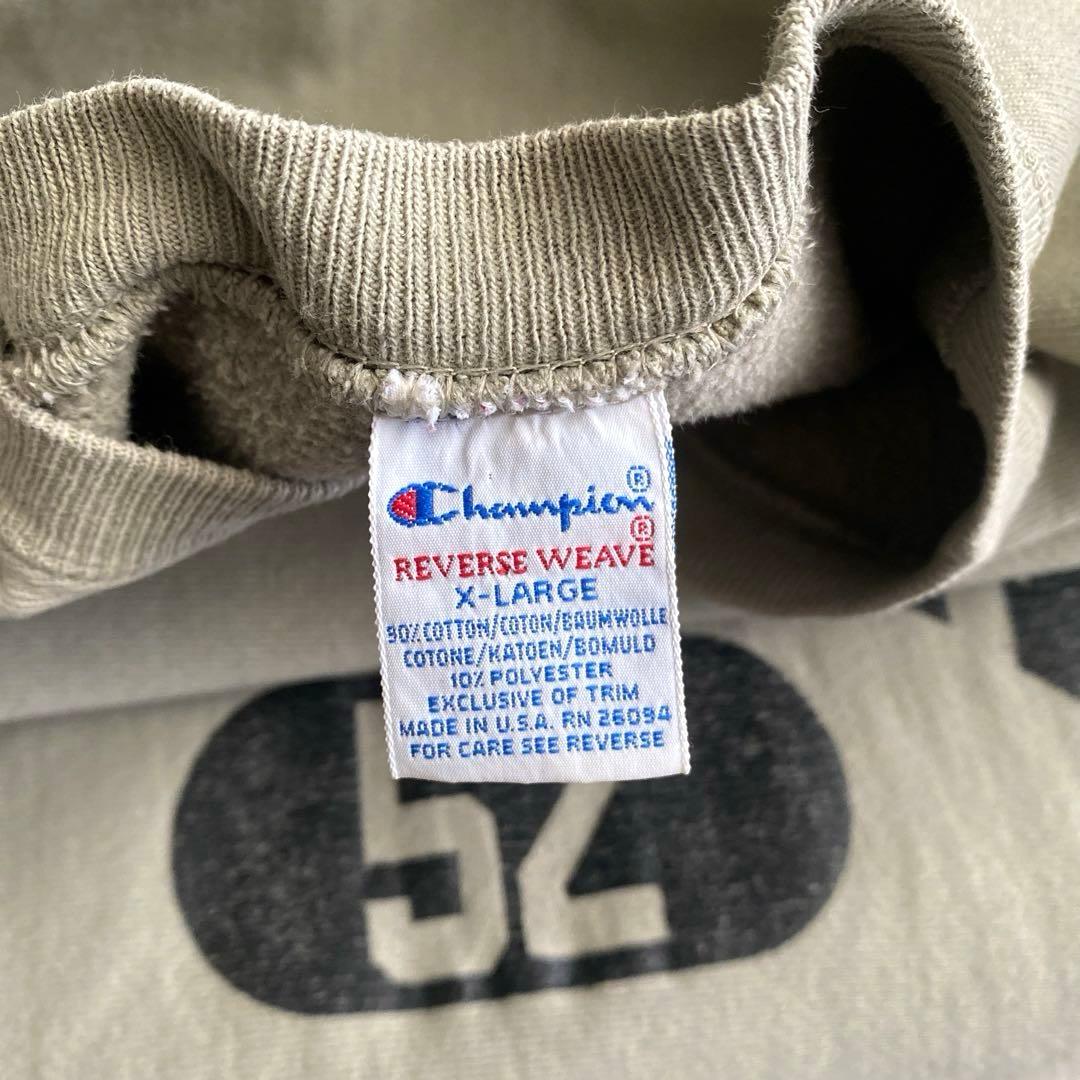 Champion®
REVERSE WEAVE®
X-LARGE
90% COTTON/COTON/BAUMWOLLE
COTONE/KATOEN/BOMULD
10% POLYESTER
EXCLUSIVE OF TRIM
MADE IN U.S.A. RN 26094
FOR CARE SEE REVERSE
52